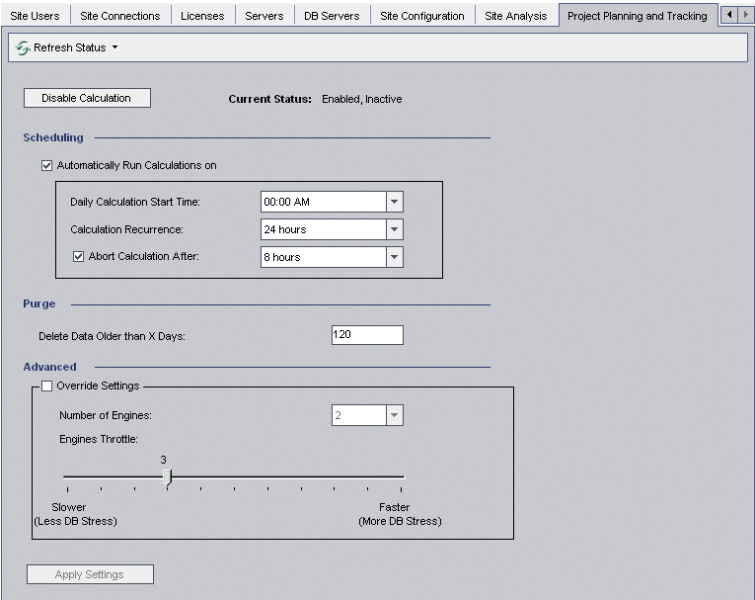 Site Users Site Connections Licenses Servers DB Servers Site Configuration Site Analysis Project Planning and Tracking
Refresh Status
Disable Calculation Current Status: Enabled, Inactive
Scheduling
Automatically Run Calculations on
Daily Calculation Start Time: 00:00 AM
Calculation Recurrence: 24 hours
Abort Calculation After: 8 hours
Purge
Delete Data Older than X Days: 120
Advanced
Override Settings
Number of Engines: 2
Engines Throttle:
3
Slower Faster
(Less DB Stress) (More DB Stress)
Apply Settings